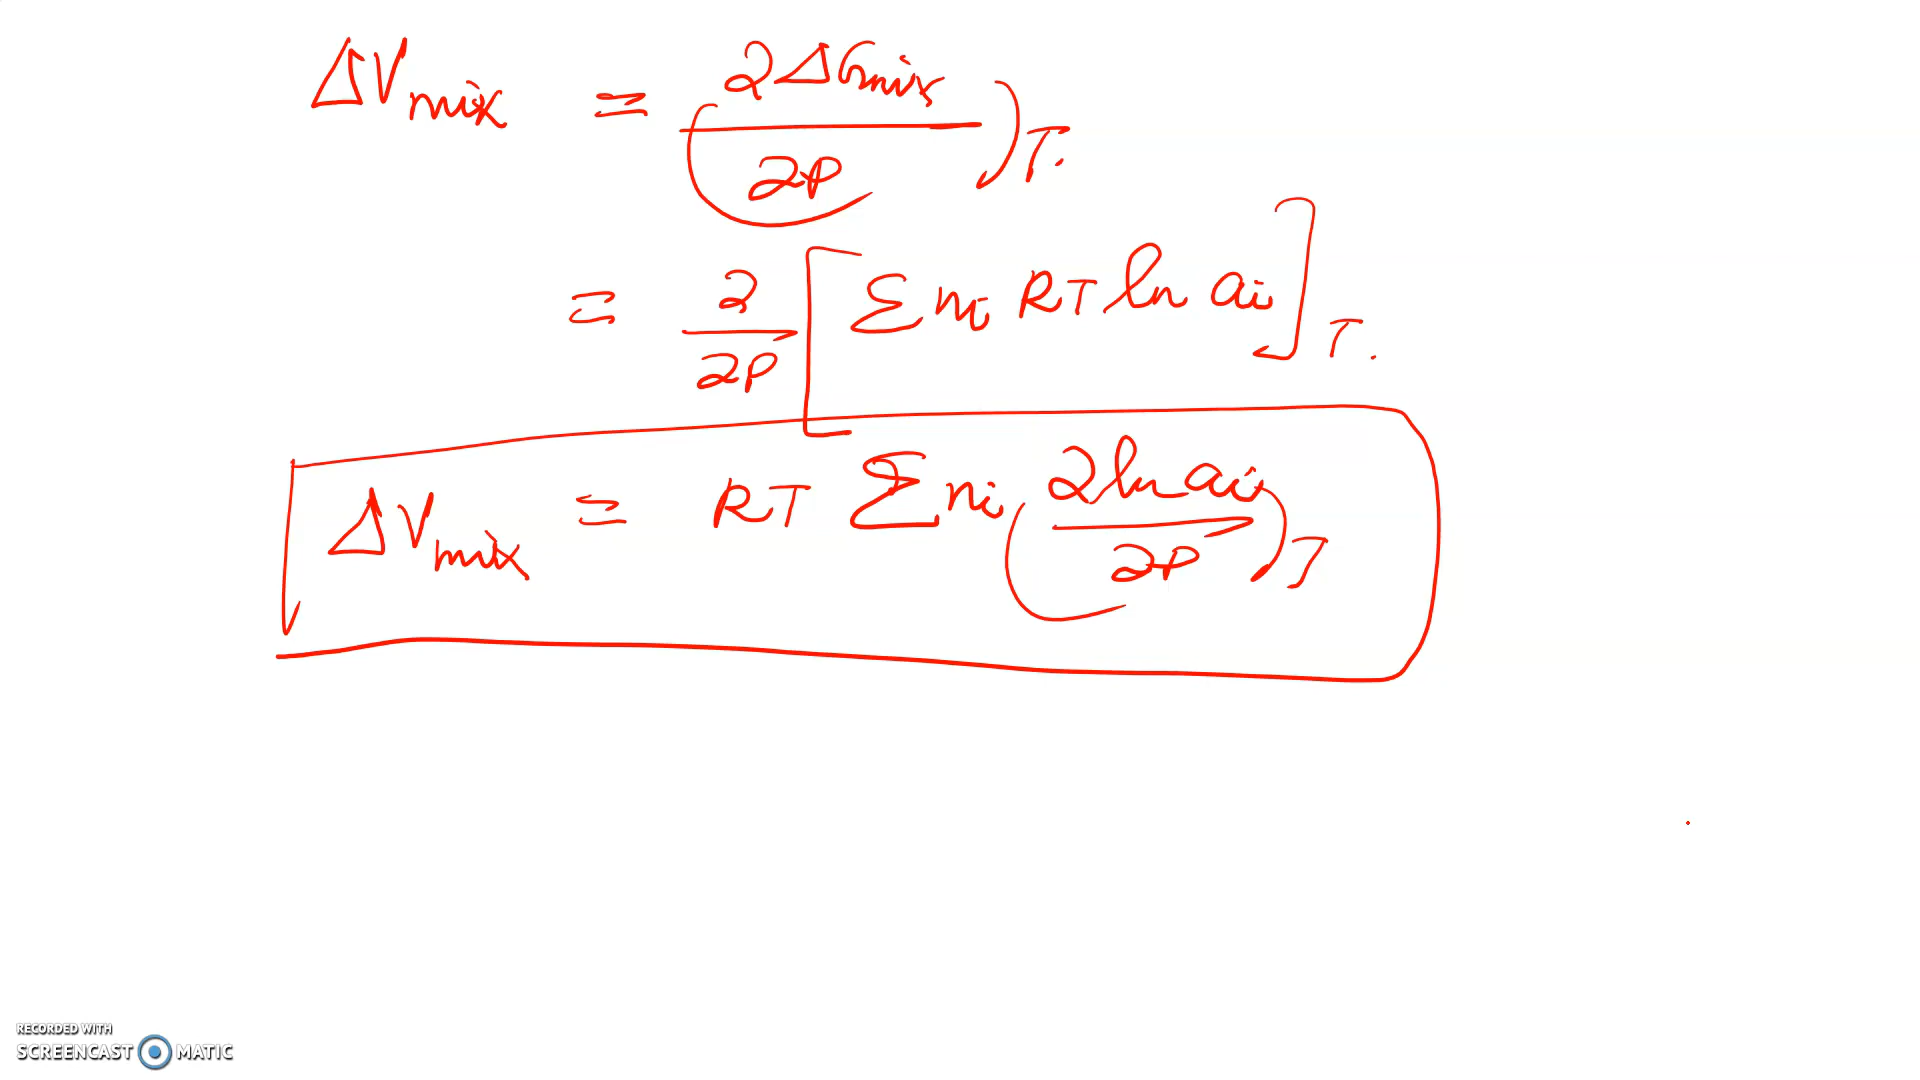 ΔV_mix = (∂ΔG_mix / ∂P)_T.
= ∂/∂P [Σ n_i RT ln a_i]_T.
ΔV_mix = RT Σ n_i (∂ ln a_i / ∂P)_T
RECORDED WITH
SCREENCAST MATIC